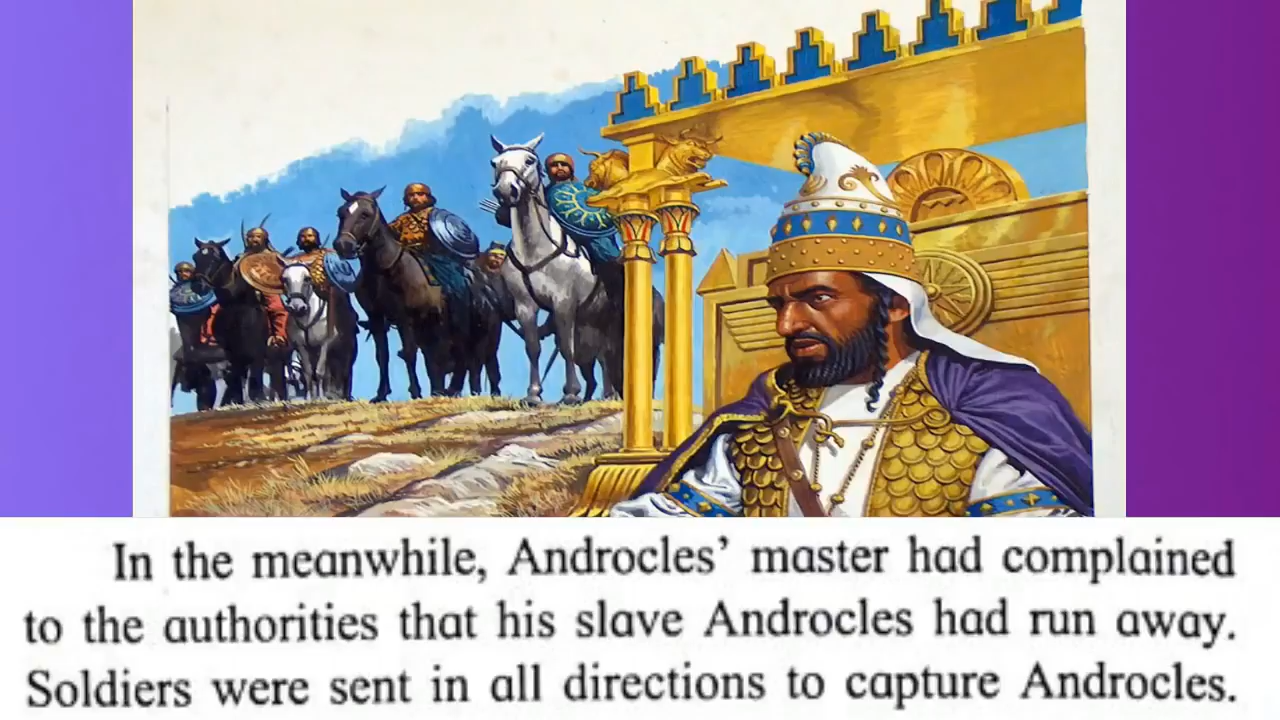 In the meanwhile, Androcles’ master had complained
to the authorities that his slave Androcles had run away.
Soldiers were sent in all directions to capture Androcles.